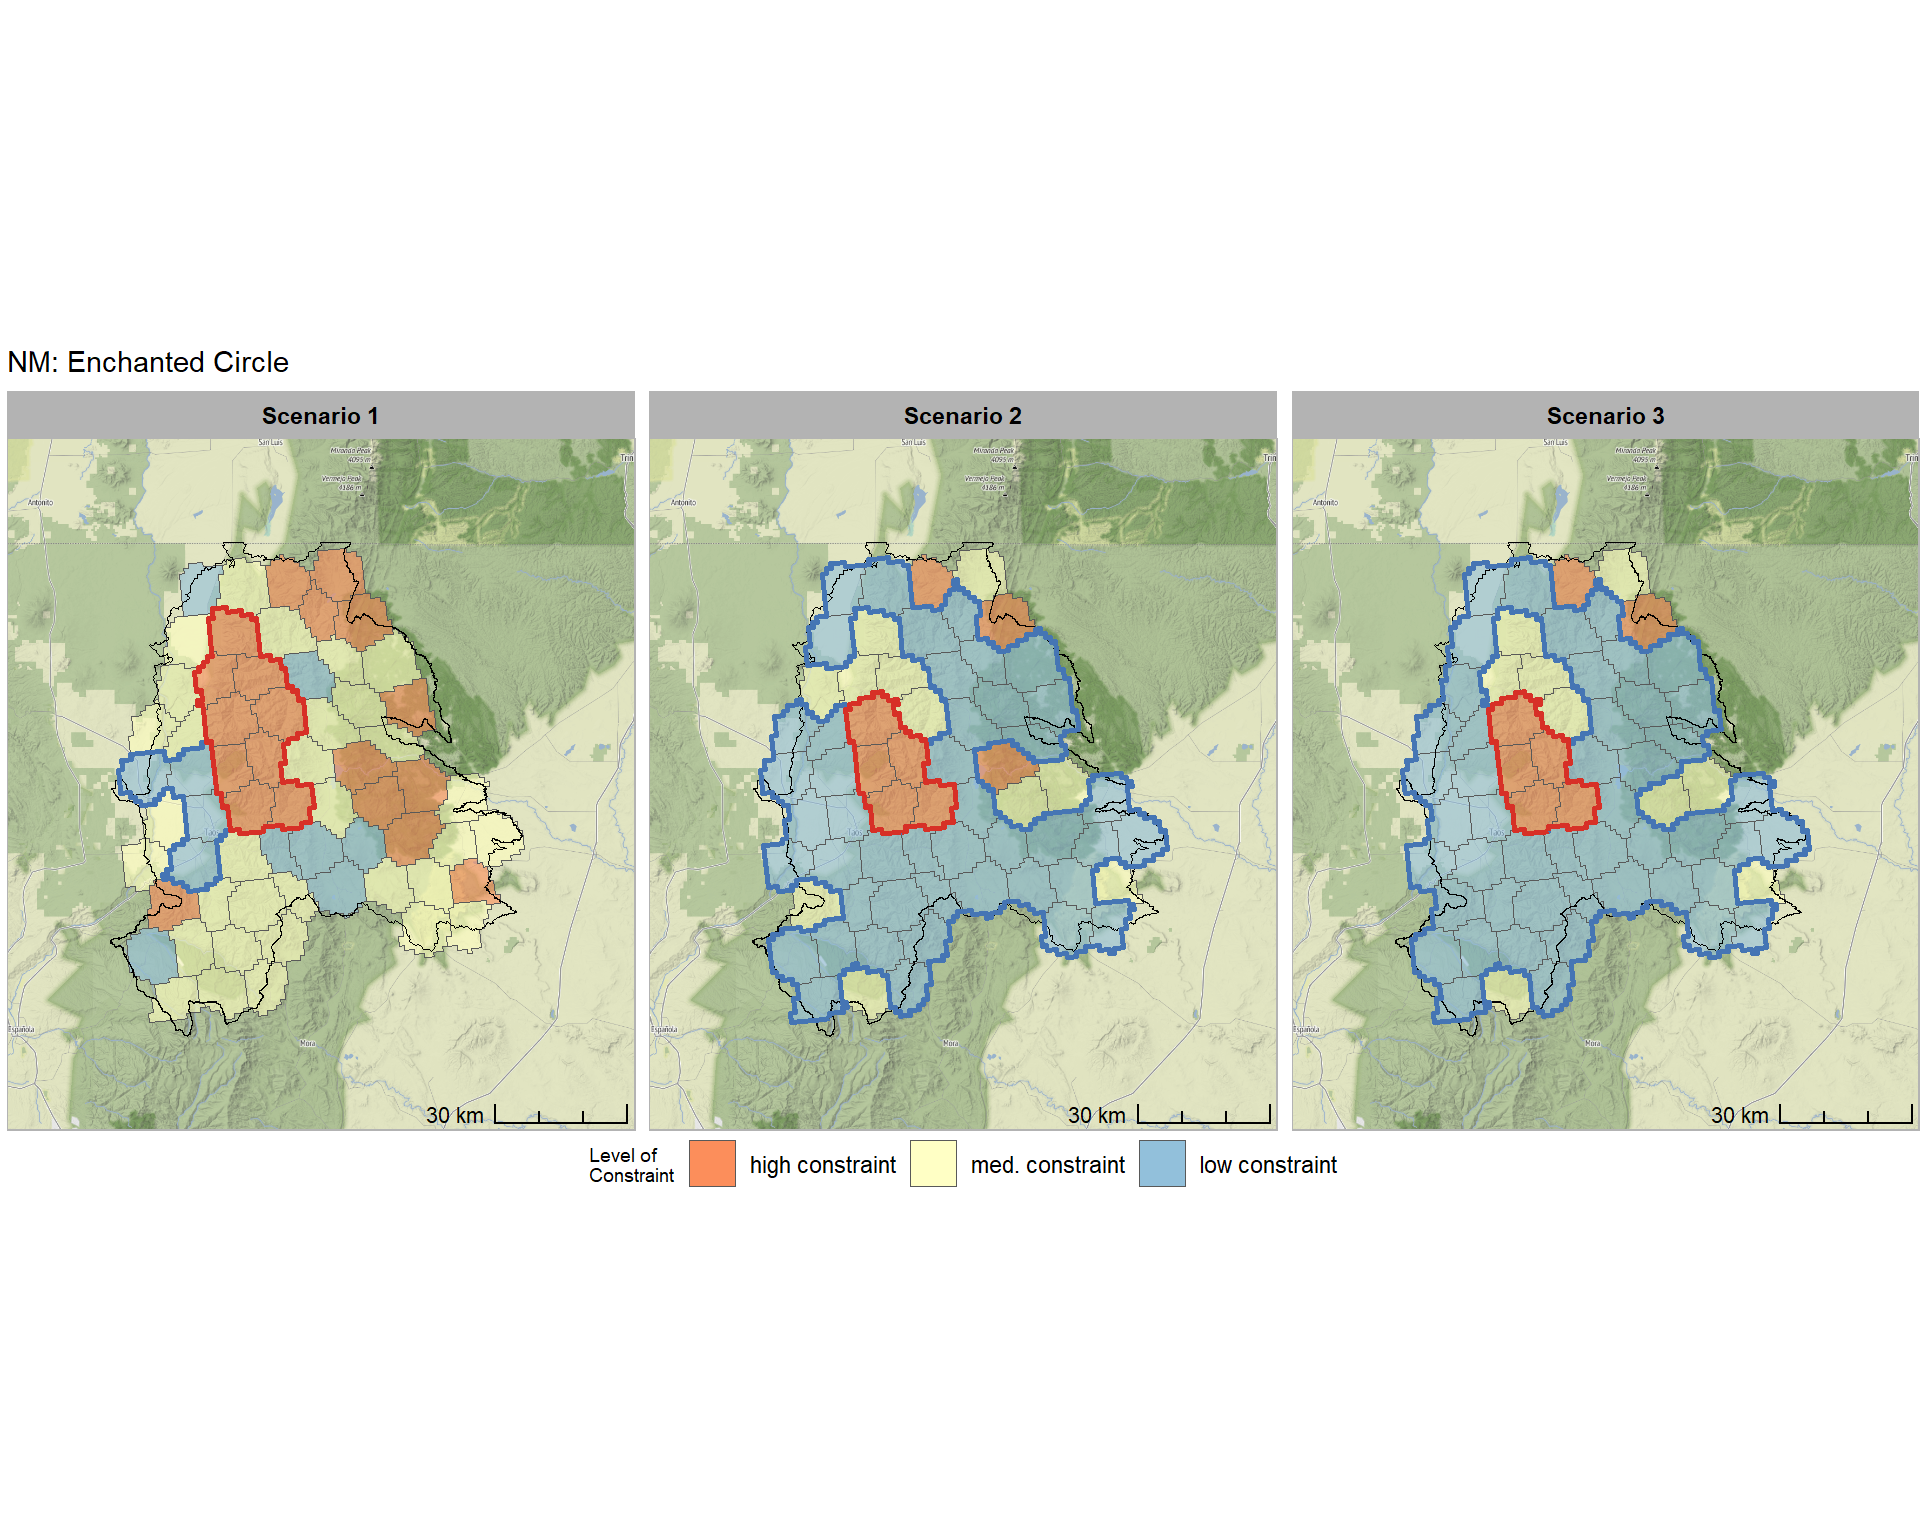 NM: Enchanted Circle
Scenario 1
Scenario 2
Scenario 3
San Luis
Miranda Peak
4095 m
Vermejo Peak
4186 m
Trin
Antonito
Taos
Española
Mora
30 km
San Luis
Miranda Peak
4095 m
Vermejo Peak
4186 m
Trin
Antonito
Taos
Española
Mora
30 km
San Luis
Miranda Peak
4095 m
Vermejo Peak
4186 m
Trin
Antonito
Taos
Española
Mora
30 km
Level of
Constraint
high constraint
med. constraint
low constraint